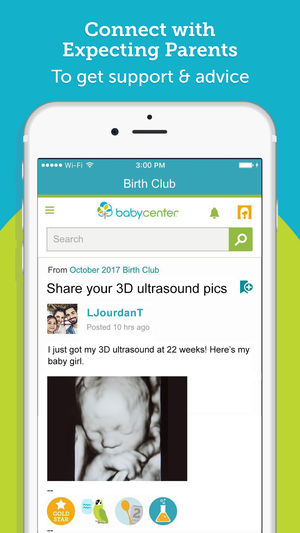 Connect with
Expecting Parents
To get support & advice
Wi-Fi
3:00 PM
Birth Club
babycenter
Search
From October 2017 Birth Club
Share your 3D ultrasound pics
LJourdanT
Posted 10 hrs ago
I just got my 3D ultrasound at 22 weeks! Here's my
baby girl.
--
--
GOLD
STAR
2